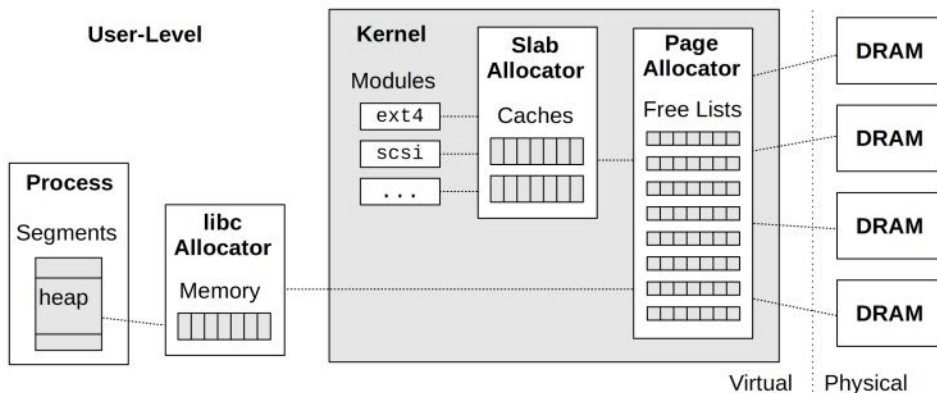 User-Level
Process
Segments
heap
libc
Allocator
Memory
Kernel
Modules
ext4
scsi
...
Slab
Allocator
Caches
Page
Allocator
Free Lists
DRAM
DRAM
DRAM
DRAM
Virtual
Physical